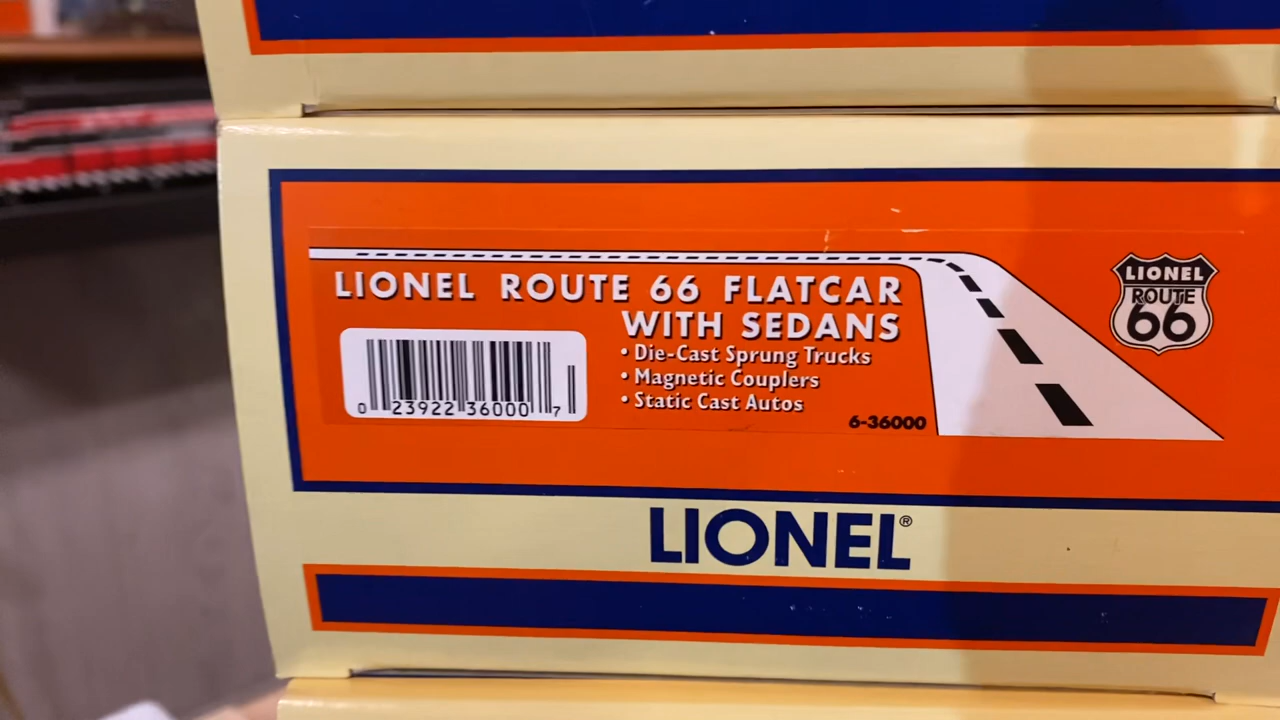 LIONEL ROUTE 66 FLATCAR
WITH SEDANS
• Die-Cast Sprung Trucks
• Magnetic Couplers
• Static Cast Autos
0 23922 36000 7
6-36000
LIONEL
ROUTE
66
LIONEL®